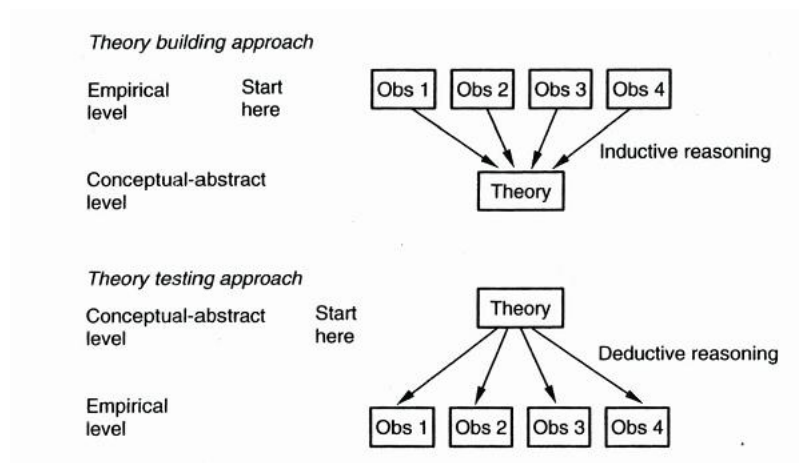 Theory building approach
Empirical level
Start here
Obs 1 Obs 2 Obs 3 Obs 4
Inductive reasoning
Conceptual-abstract level
Theory
Theory testing approach
Conceptual-abstract level
Start here
Theory
Deductive reasoning
Empirical level
Obs 1 Obs 2 Obs 3 Obs 4